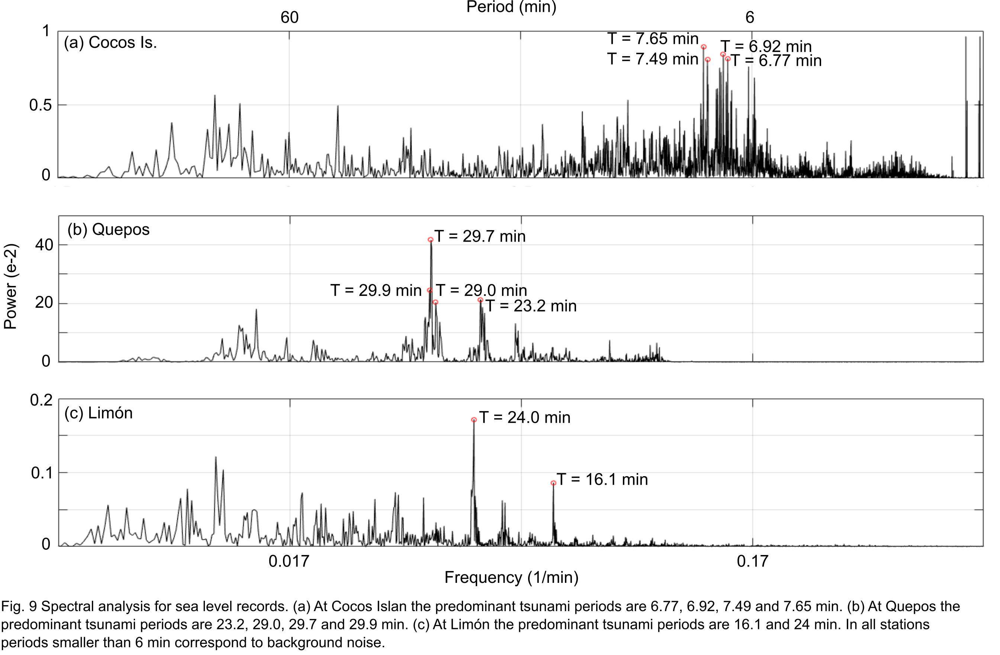 Period (min)
60
6
1
(a) Cocos Is.
T = 7.65 min
T = 6.92 min
T = 7.49 min
T = 6.77 min
0.5
0
(b) Quepos
T = 29.7 min
40
T = 29.9 min
T = 29.0 min
20
T = 23.2 min
0
Power (e-2)
0.2
(c) Limón
T = 24.0 min
0.1
T = 16.1 min
0
0.017
0.17
Frequency (1/min)
Fig. 9 Spectral analysis for sea level records. (a) At Cocos Islan the predominant tsunami periods are 6.77, 6.92, 7.49 and 7.65 min. (b) At Quepos the
predominant tsunami periods are 23.2, 29.0, 29.7 and 29.9 min. (c) At Limón the predominant tsunami periods are 16.1 and 24 min. In all stations
periods smaller than 6 min correspond to background noise.